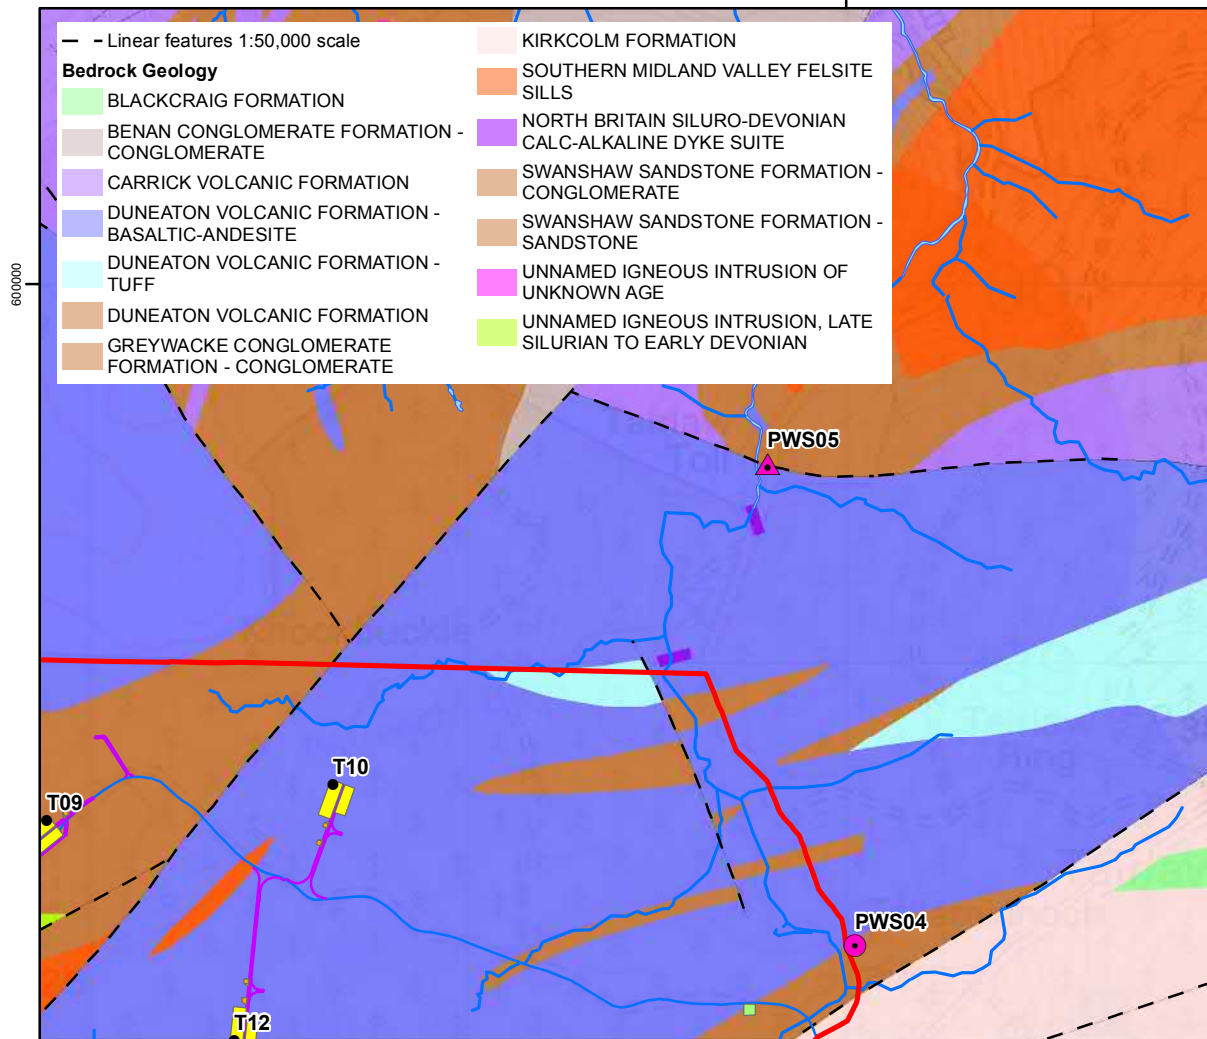 Linear features 1:50,000 scale
Bedrock Geology
BLACKCRAIG FORMATION
BENAN CONGLOMERATE FORMATION -
CONGLOMERATE
CARRICK VOLCANIC FORMATION
DUNEATON VOLCANIC FORMATION -
BASALTIC-ANDESITE
DUNEATON VOLCANIC FORMATION -
TUFF
DUNEATON VOLCANIC FORMATION
GREYWACKE CONGLOMERATE
FORMATION - CONGLOMERATE
KIRKCOLM FORMATION
SOUTHERN MIDLAND VALLEY FELSITE
SILLS
NORTH BRITAIN SILURO-DEVONIAN
CALC-ALKALINE DYKE SUITE
SWANSHAW SANDSTONE FORMATION -
CONGLOMERATE
SWANSHAW SANDSTONE FORMATION -
SANDSTONE
UNNAMED IGNEOUS INTRUSION OF
UNKNOWN AGE
UNNAMED IGNEOUS INTRUSION, LATE
SILURIAN TO EARLY DEVONIAN
600000
PWS05
Toll
T10
T09
PWS04
T12